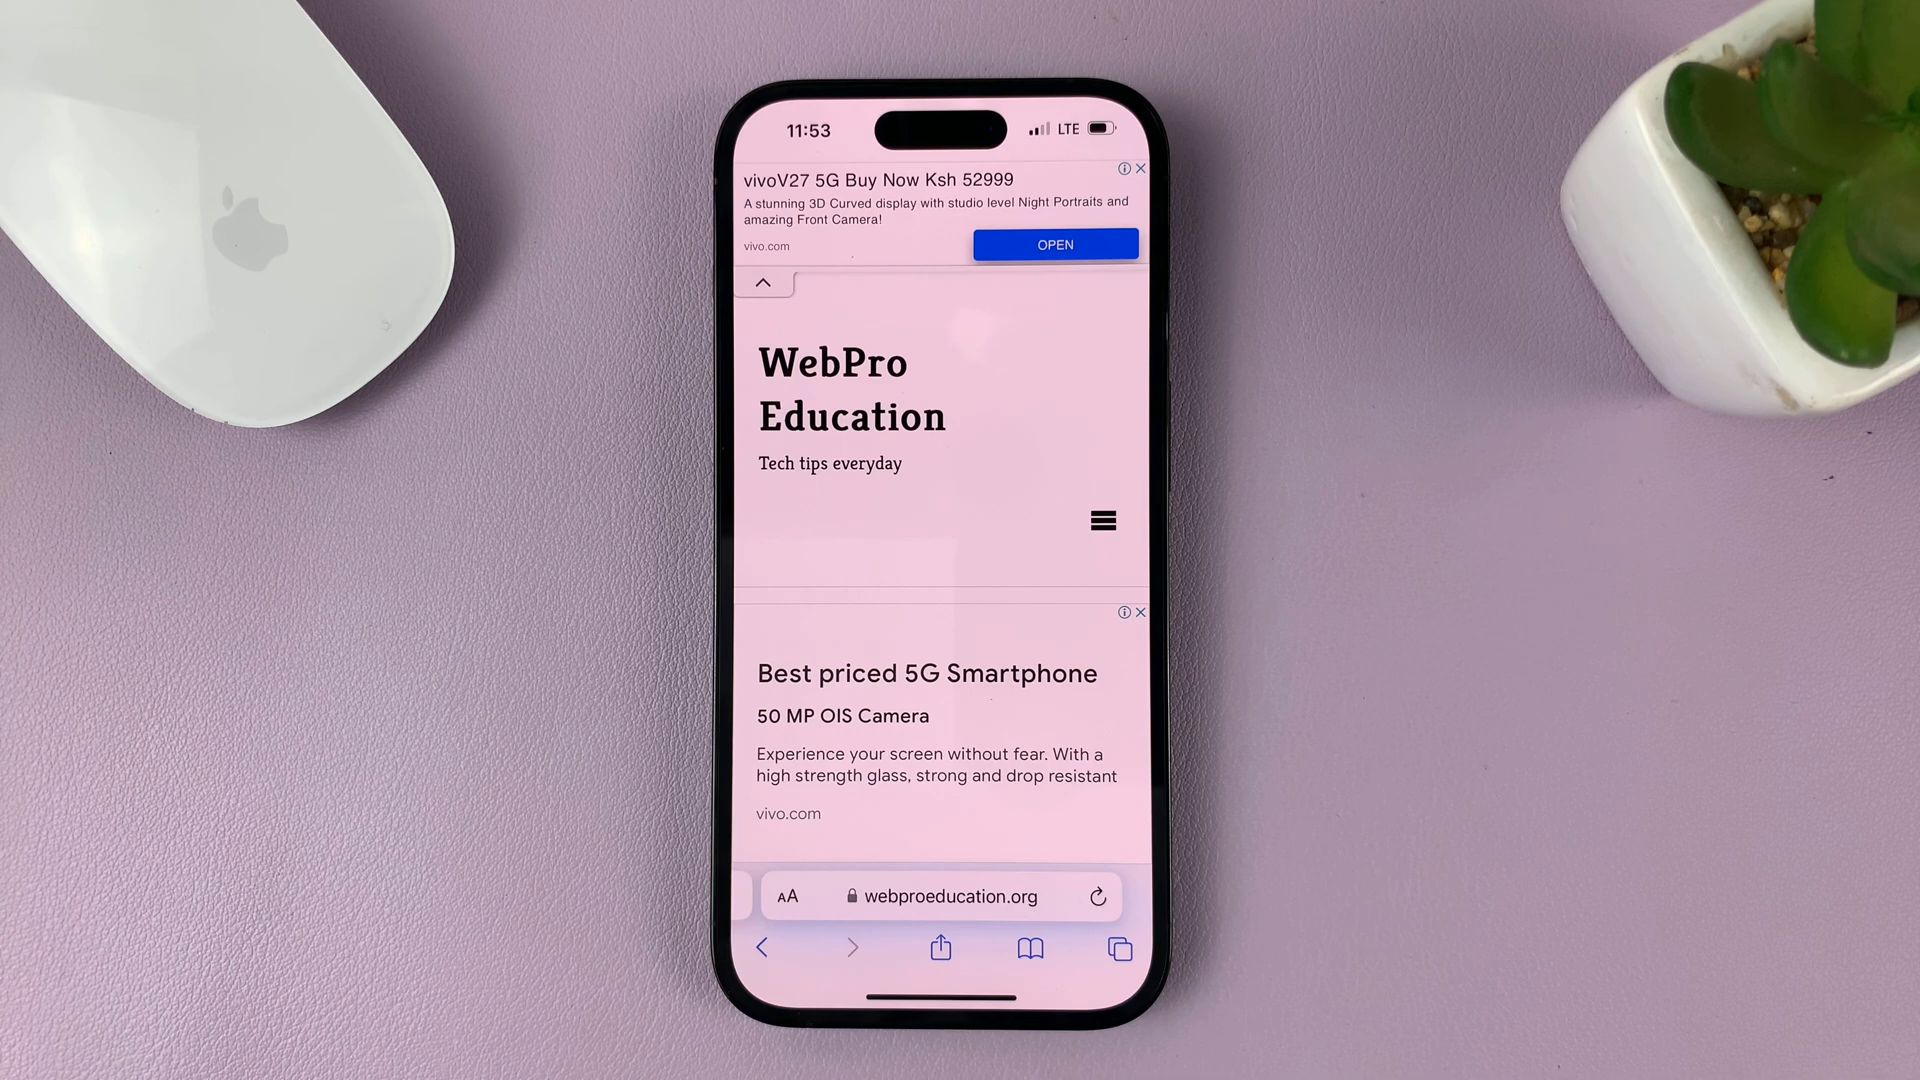 11:53
LTE
vivoV27 5G Buy Now Ksh 52999
A stunning 3D Curved display with studio level Night Portraits and
amazing Front Camera!
vivo.com
OPEN
WebPro
Education
Tech tips everyday
Best priced 5G Smartphone
50 MP OIS Camera
Experience your screen without fear. With a
high strength glass, strong and drop resistant
vivo.com
AA
webproeducation.org